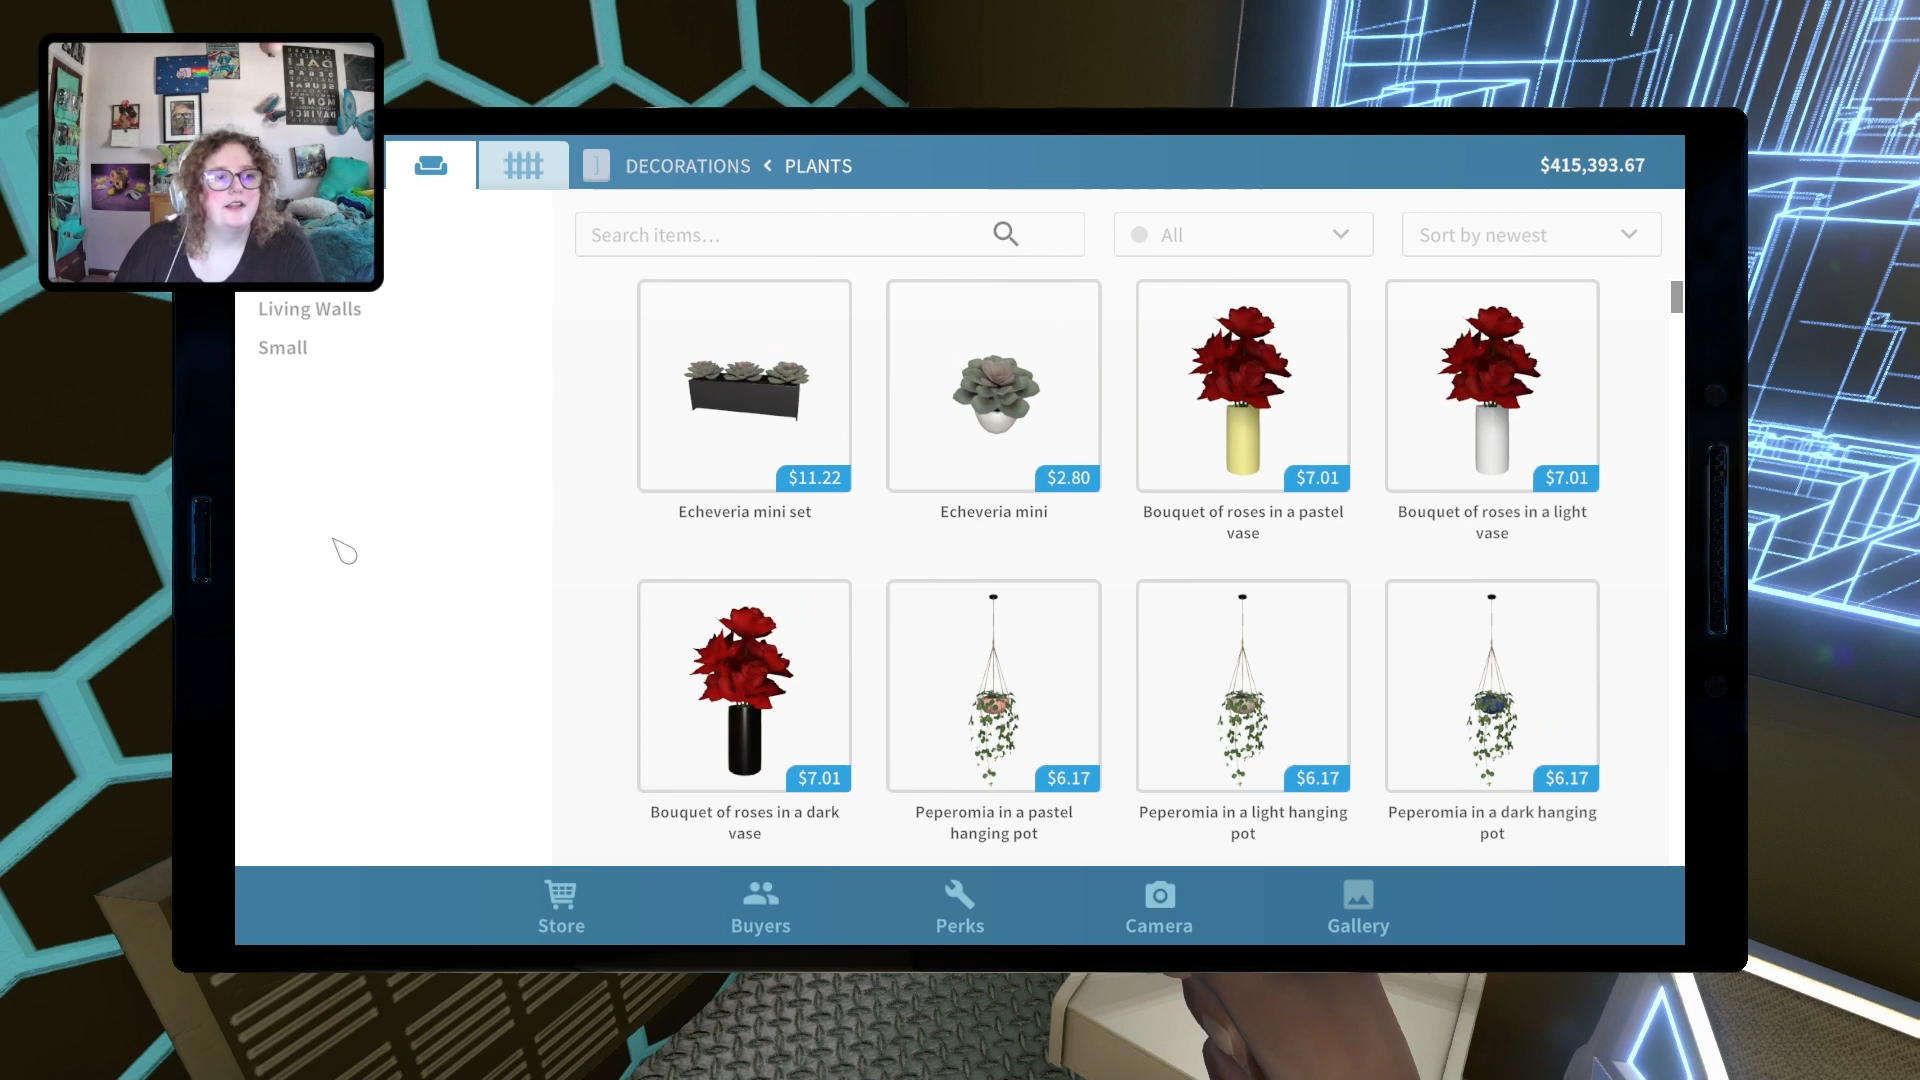 DECORATIONS < PLANTS
$415,393.67
Search items...
All
Sort by newest
Living Walls
Small
$11.22
$2.80
$7.01
$7.01
Echeveria mini set
Echeveria mini
Bouquet of roses in a pastel
vase
Bouquet of roses in a light
vase
$7.01
$6.17
$6.17
$6.17
Bouquet of roses in a dark
vase
Peperomia in a pastel
hanging pot
Peperomia in a light hanging
pot
Peperomia in a dark hanging
pot
Store
Buyers
Perks
Camera
Gallery